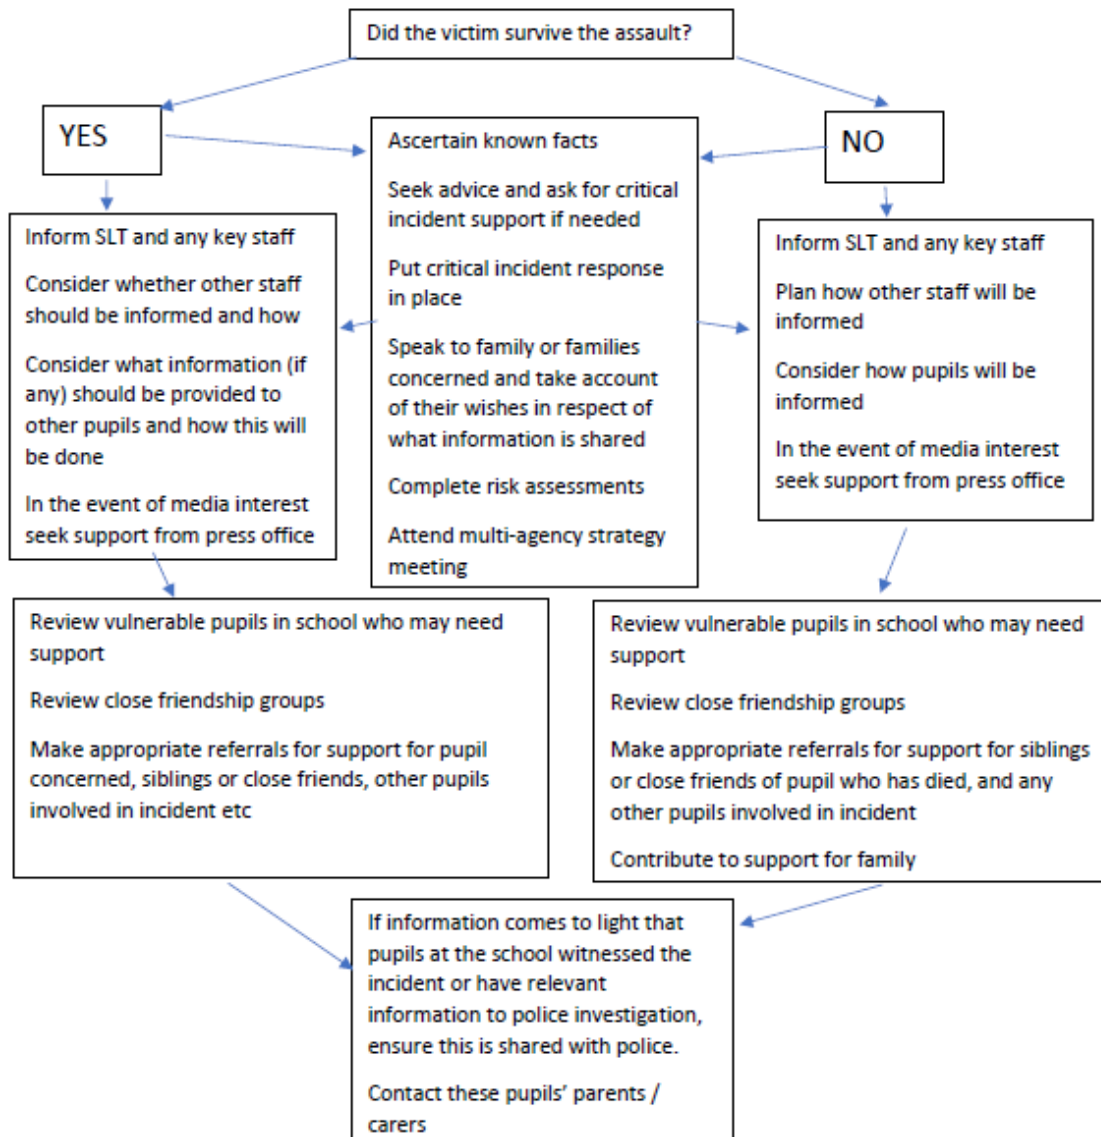 Did the victim survive the assault?
YES
NO
Ascertain known facts
Seek advice and ask for critical
incident support if needed
Put critical incident response
in place
Speak to family or families
concerned and take account
of their wishes in respect of
what information is shared
Complete risk assessments
Attend multi-agency strategy
meeting
Inform SLT and any key staff
Consider whether other staff
should be informed and how
Consider what information (if
any) should be provided to
other pupils and how this will
be done
In the event of media interest
seek support from press office
Inform SLT and any key staff
Plan how other staff will be
informed
Consider how pupils will be
informed
In the event of media interest
seek support from press office
Review vulnerable pupils in school who may need
support
Review close friendship groups
Make appropriate referrals for support for pupil
concerned, siblings or close friends, other pupils
involved in incident etc
Review vulnerable pupils in school who may need
support
Review close friendship groups
Make appropriate referrals for support for siblings
or close friends of pupil who has died, and any
other pupils involved in incident
Contribute to support for family
If information comes to light that
pupils at the school witnessed the
incident or have relevant
information to police investigation,
ensure this is shared with police.
Contact these pupils' parents /
carers